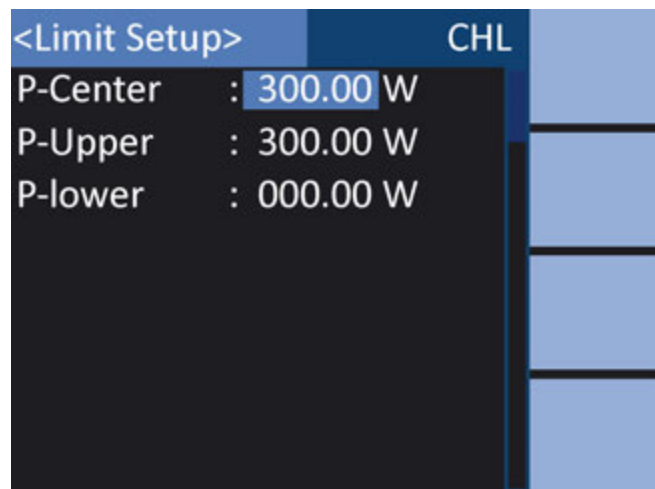 <Limit Setup> CHL
P-Center : 300.00 W
P-Upper : 300.00 W
P-lower : 000.00 W